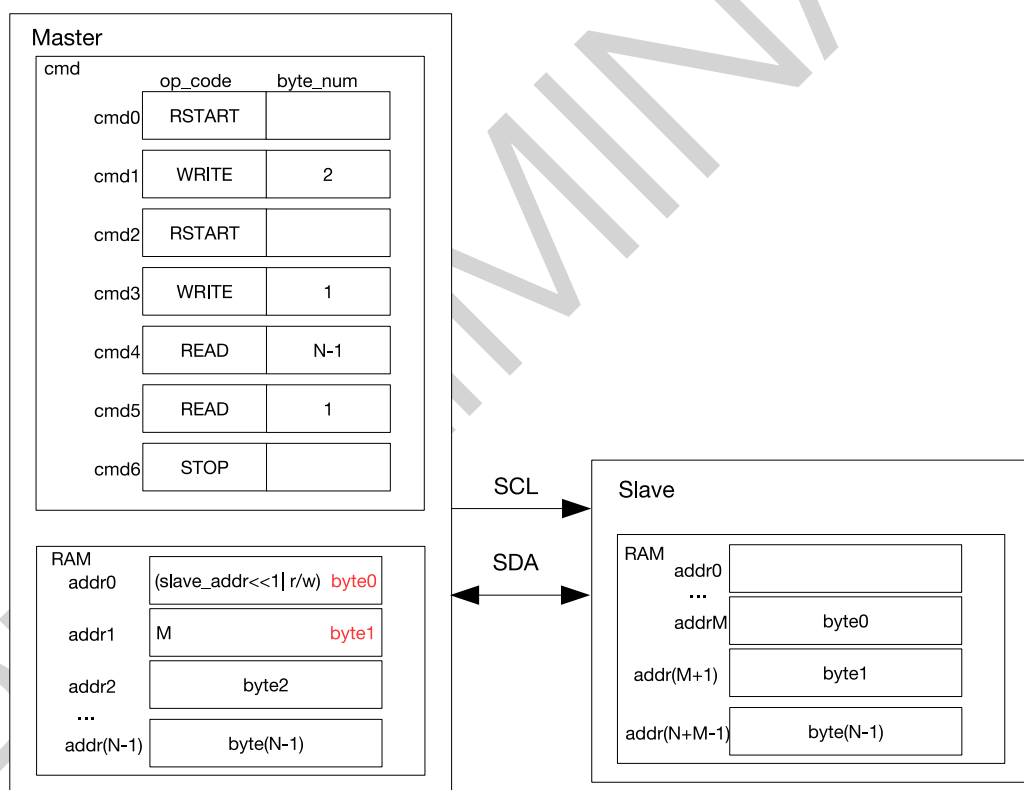 Master
cmd
op_code byte_num
cmd0 RSTART
cmd1 WRITE 2
cmd2 RSTART
cmd3 WRITE 1
cmd4 READ N-1
cmd5 READ 1
cmd6 STOP
SCL
SDA
RAM
addr0 (slave_addr<<1| r/w) byte0
addr1 M byte1
addr2 byte2
...
addr(N-1) byte(N-1)
Slave
RAM
addr0
...
addrM byte0
addr(M+1) byte1
addr(N+M-1) byte(N-1)